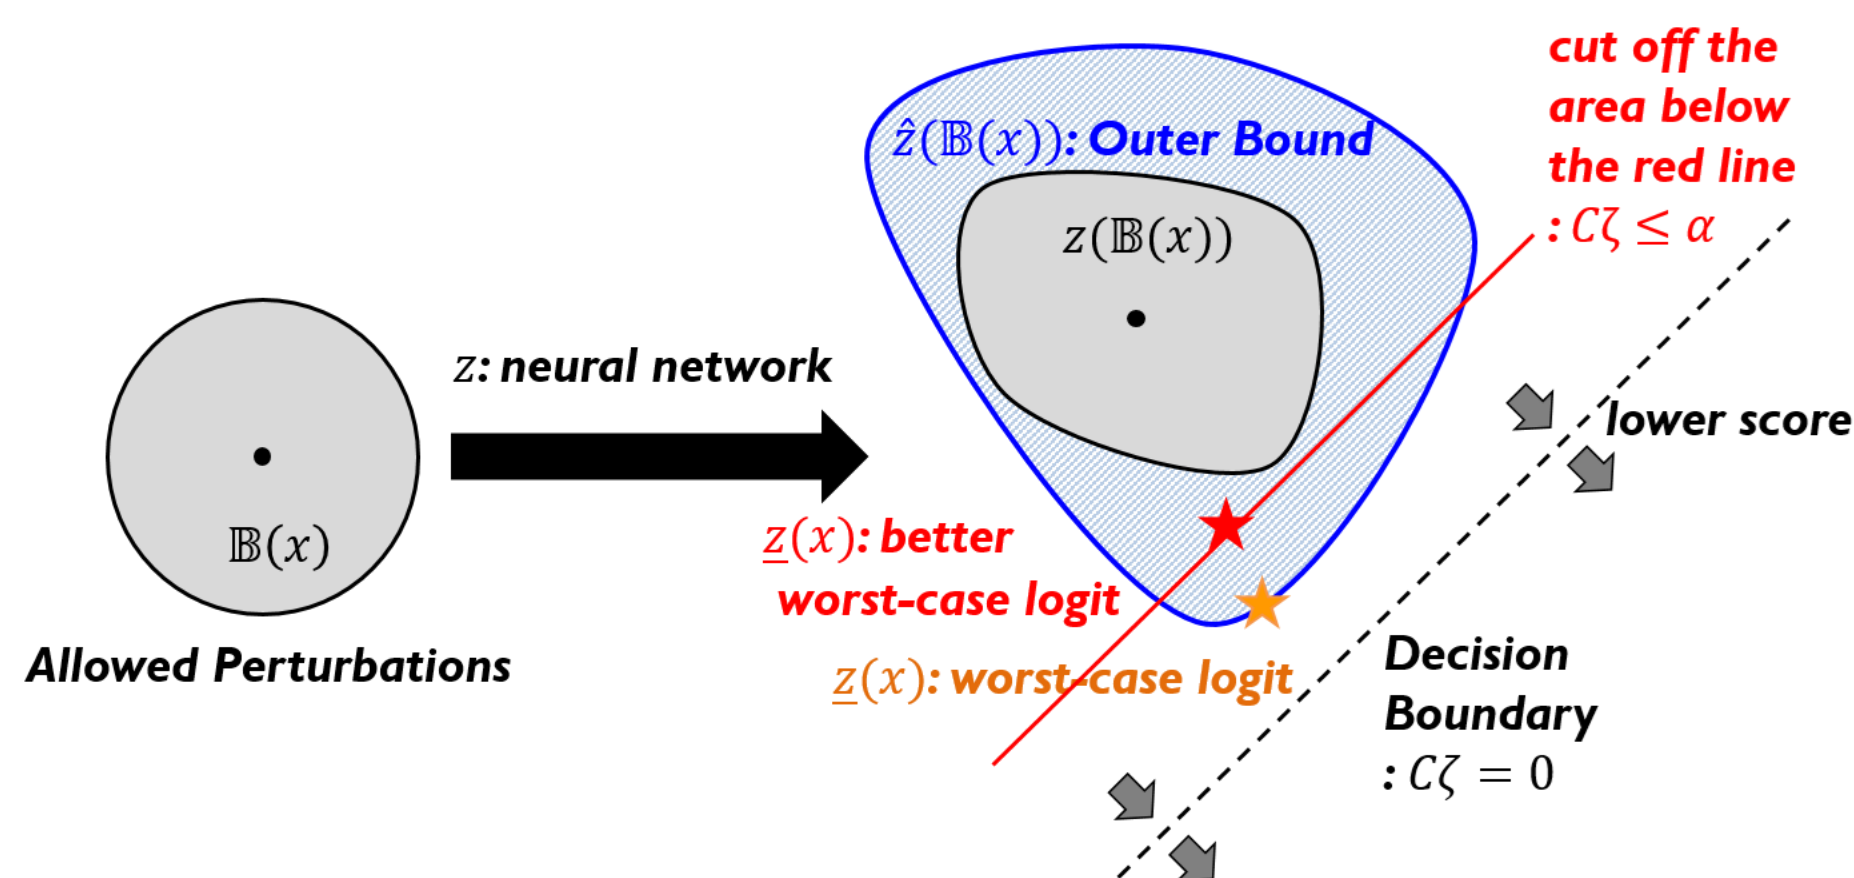 𝔹(x)
Allowed Perturbations
z: neural network
ẑ(𝔹(x)): Outer Bound
z(𝔹(x))
z̲(x): better
worst-case logit
z̲(x): worst-case logit
cut off the
area below
the red line
: Cζ ≤ α
lower score
Decision
Boundary
: Cζ = 0